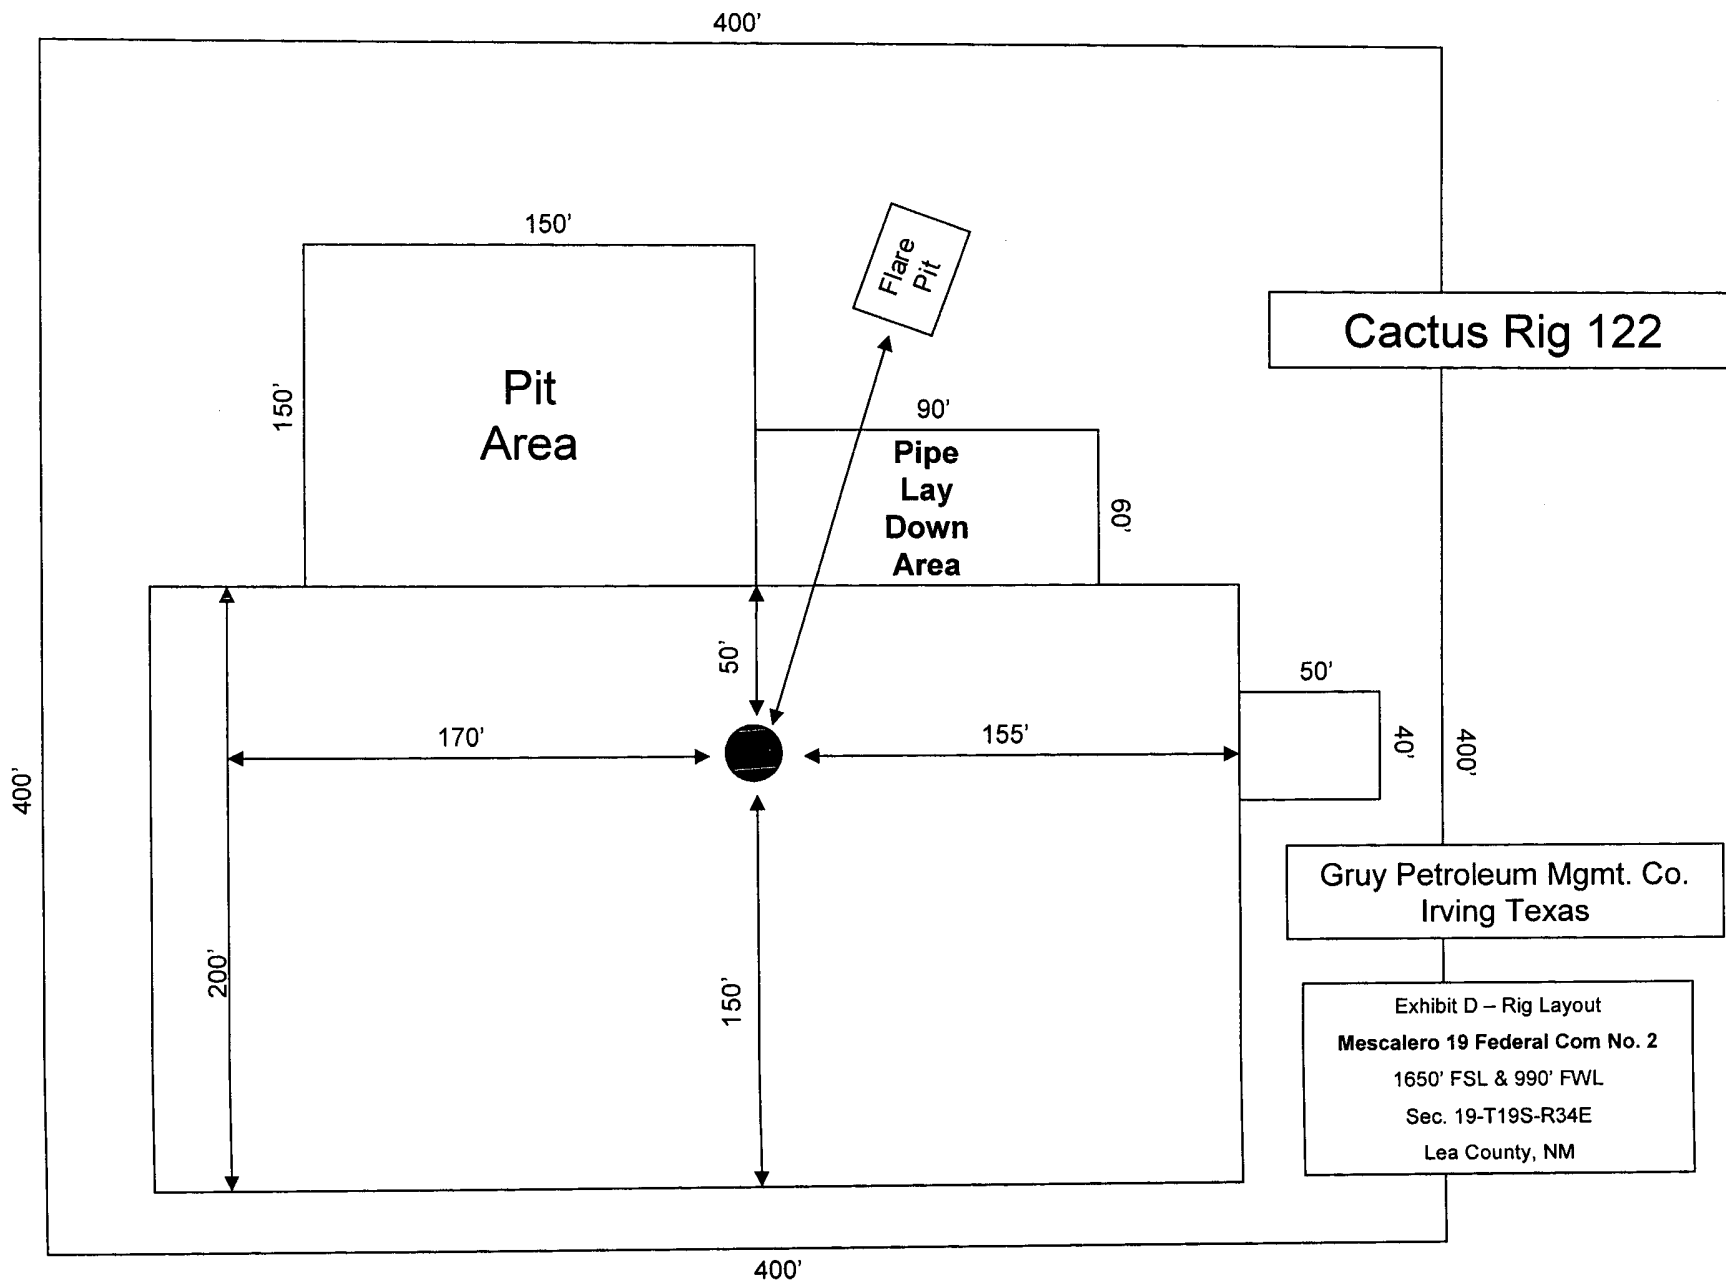 400'
150'
Flare
Pit
Cactus Rig 122
150'
Pit
Area
90'
Pipe
Lay
Down
Area
60'
50'
50'
170'
155'
40'
400'
400'
Gruy Petroleum Mgmt. Co.
Irving Texas
200'
150'
Exhibit D – Rig Layout
Mescalero 19 Federal Com No. 2
1650' FSL & 990' FWL
Sec. 19-T19S-R34E
Lea County, NM
400'